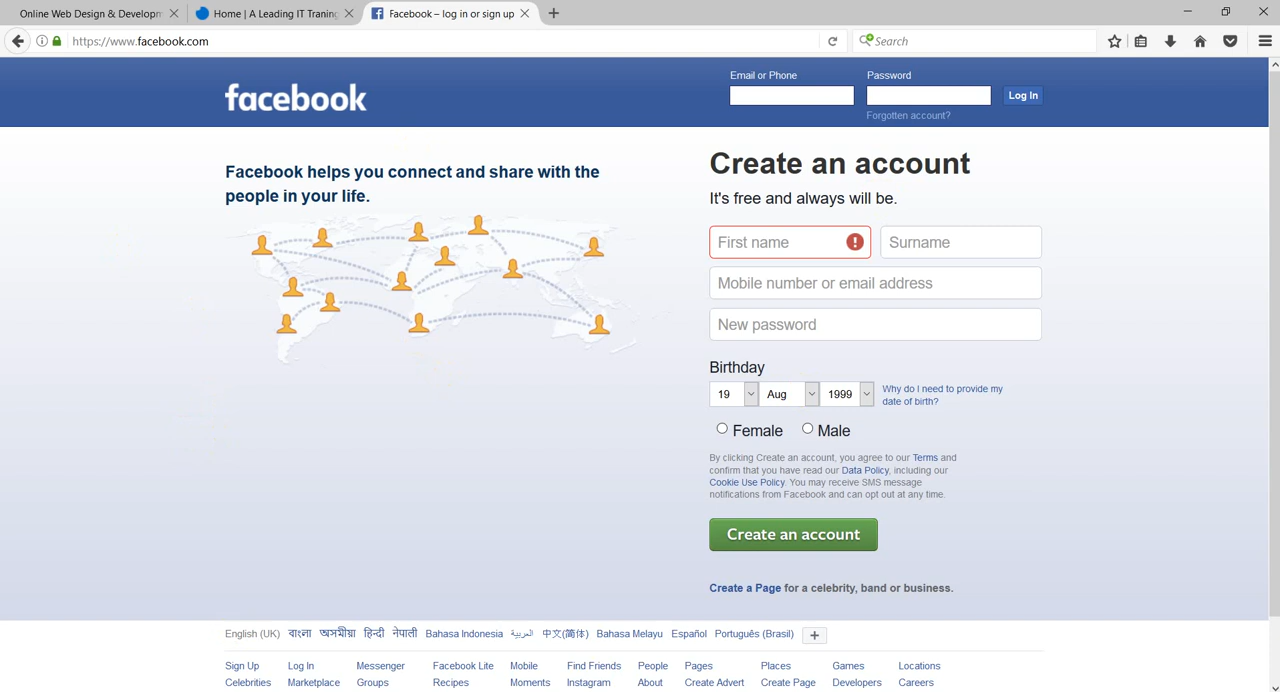 Online Web Design & Developm
Home | A Leading IT Traning
Facebook – log in or sign up
https://www.facebook.com
Search
facebook
Email or Phone
Password
Log In
Forgotten account?
Facebook helps you connect and share with the
people in your life.
Create an account
It's free and always will be.
First name
Surname
Mobile number or email address
New password
Birthday
19 Aug 1999
Why do I need to provide my
date of birth?
Female Male
By clicking Create an account, you agree to our Terms and
confirm that you have read our Data Policy, including our
Cookie Use Policy. You may receive SMS message
notifications from Facebook and can opt out at any time.
Create an account
Create a Page for a celebrity, band or business.
English (UK) বাংলা অসমীয়া हिन्दी नेपाली Bahasa Indonesia العربية 中文(简体) Bahasa Melayu Español Português (Brasil)
Sign Up Log In Messenger Facebook Lite Mobile Find Friends People Pages Places Games Locations
Celebrities Marketplace Groups Recipes Moments Instagram About Create Advert Create Page Developers Careers